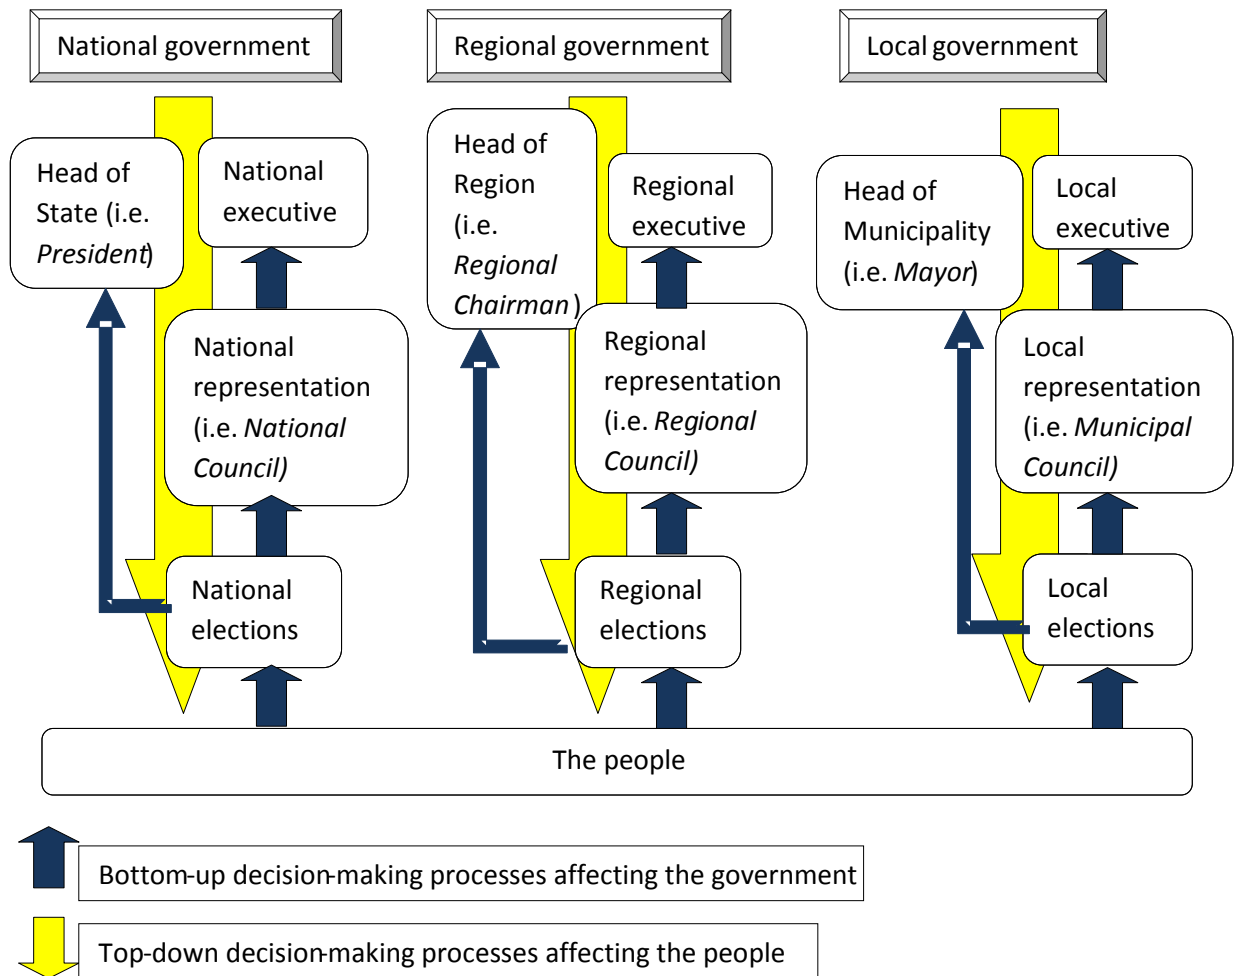 National government
Regional government
Local government
Head of
State (i.e.
President)
National
executive
Head of
Region
(i.e.
Regional
Chairman)
Regional
executive
Head of
Municipality
(i.e. Mayor)
Local
executive
National
representation
(i.e. National
Council)
Regional
representation
(i.e. Regional
Council)
Local
representation
(i.e. Municipal
Council)
National
elections
Regional
elections
Local
elections
The people
Bottom-up decision-making processes affecting the government
Top-down decision-making processes affecting the people